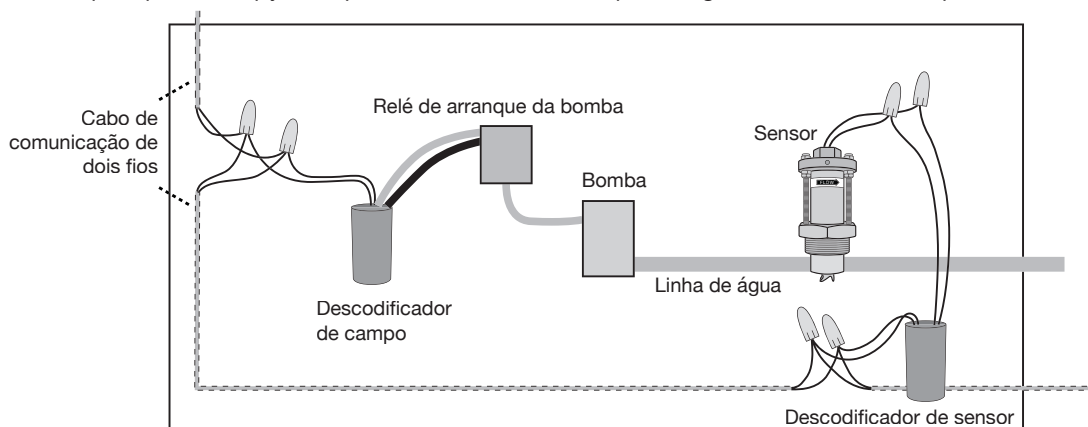 Cabo de
comunicação de
dois fios
Relé de arranque da bomba
Sensor
FLOW
Bomba
Linha de água
Descodificador
de campo
Descodificador de sensor